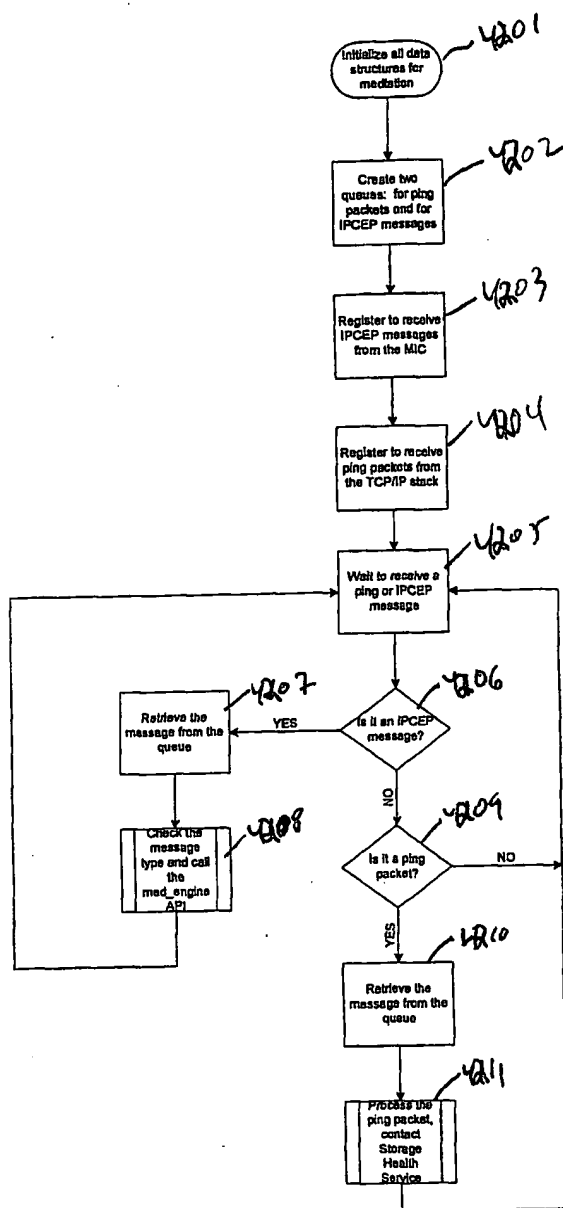 4201
Initialize all data
structures for
mediation
4202
Create two
queues: for ping
packets and for
IPCEP messages
4203
Register to receive
IPCEP messages
from the MIC
4204
Register to receive
ping packets from
the TCP/IP stack
4205
Wait to receive a
ping or IPCEP
message
4206
Is it an IPCEP
message?
YES
NO
4207
Retrieve the
message from the
queue
4208
Check the
message
type and call
the
med_engine
API
4209
Is it a ping
packet?
NO
YES
4210
Retrieve the
message from the
queue
4211
Process the
ping packet,
contact
Storage
Health
Service